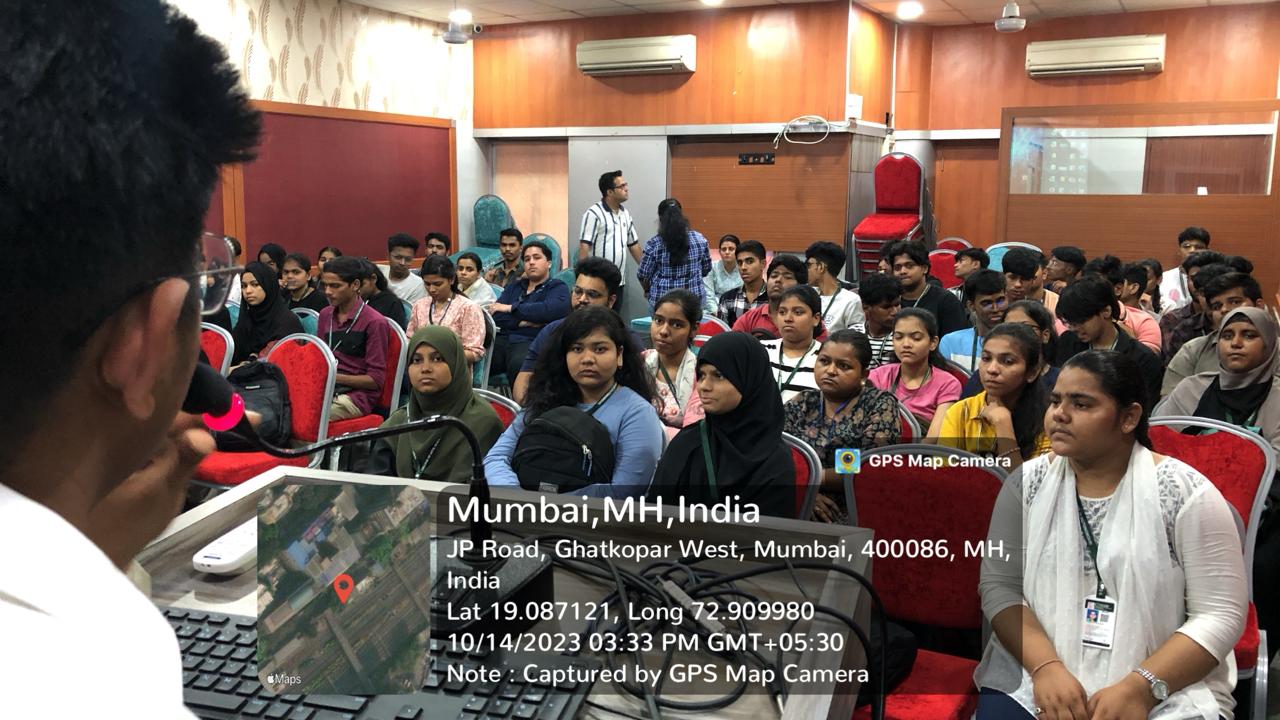 GPS Map Camera
Mumbai,MH,India
JP Road, Ghatkopar West, Mumbai, 400086, MH,
India
Lat 19.087121, Long 72.909980
10/14/2023 03:33 PM GMT+05:30
Note : Captured by GPS Map Camera
Maps